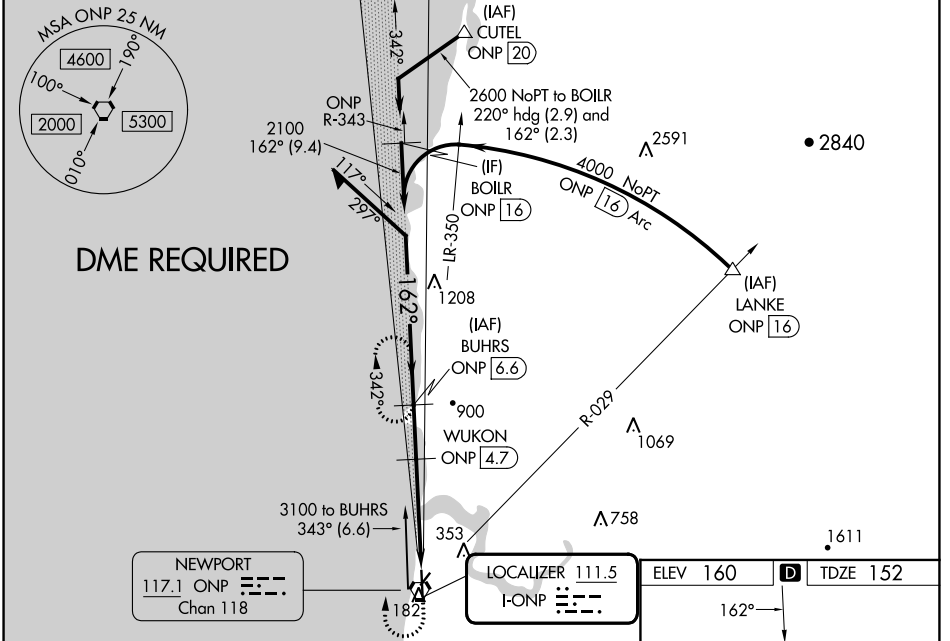 MSA ONP 25 NM
4600
190°
100°
2000
5300
010°
342°
(IAF)
CUTEL
ONP 20
2600 NoPT to BOILR
220° hdg (2.9) and
162° (2.3)
ONP
R-343
2100
162° (9.4)
117°
297°
(IF)
BOILR
ONP 16
4000 NoPT
ONP 16 Arc
2591
2840
DME REQUIRED
LR-350
162°
1208
(IAF)
LANKE
ONP 16
(IAF)
BUHRS
ONP 6.6
342°
900
WUKON
ONP 4.7
R-029
1069
3100 to BUHRS
343° (6.6)
353
758
1611
NEWPORT
117.1 ONP
Chan 118
182
LOCALIZER 111.5
I-ONP
ELEV 160
D
TDZE 152
162°